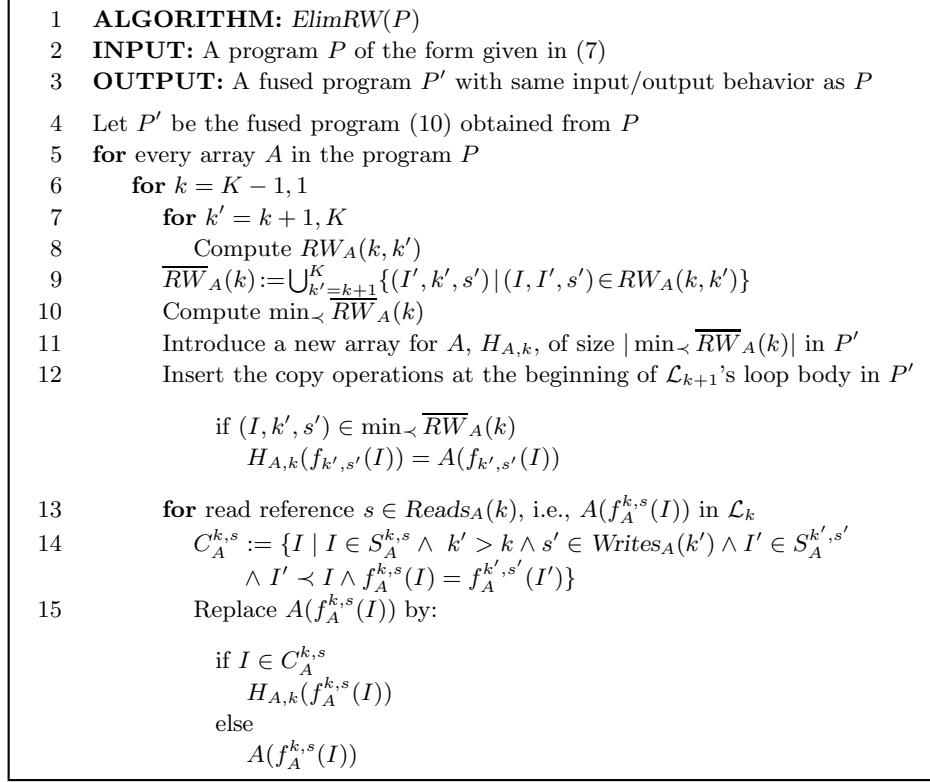 1 ALGORITHM: ElimRW(P)
2 INPUT: A program P of the form given in (7)
3 OUTPUT: A fused program P′ with same input/output behavior as P
4 Let P′ be the fused program (10) obtained from P
5 for every array A in the program P
6 for k = K − 1, 1
7 for k′ = k + 1, K
8 Compute RW_A(k, k′)
9 \overline{RW}_A(k) := ⋃_{k′=k+1}^{K} {(I′, k′, s′) | (I, I′, s′) ∈ RW_A(k, k′)}
10 Compute min_≺ \overline{RW}_A(k)
11 Introduce a new array for A, H_{A,k}, of size | min_≺ \overline{RW}_A(k)| in P′
12 Insert the copy operations at the beginning of ℒ_{k+1}'s loop body in P′
if (I, k′, s′) ∈ min_≺ \overline{RW}_A(k)
H_{A,k}(f_{k′,s′}(I)) = A(f_{k′,s′}(I))
13 for read reference s ∈ Reads_A(k), i.e., A(f_A^{k,s}(I)) in ℒ_k
14 C_A^{k,s} := {I | I ∈ S_A^{k,s} ∧ k′ > k ∧ s′ ∈ Writes_A(k′) ∧ I′ ∈ S_A^{k′,s′}
∧ I′ ≺ I ∧ f_A^{k,s}(I) = f_A^{k′,s′}(I′)}
15 Replace A(f_A^{k,s}(I)) by:
if I ∈ C_A^{k,s}
H_{A,k}(f_A^{k,s}(I))
else
A(f_A^{k,s}(I))